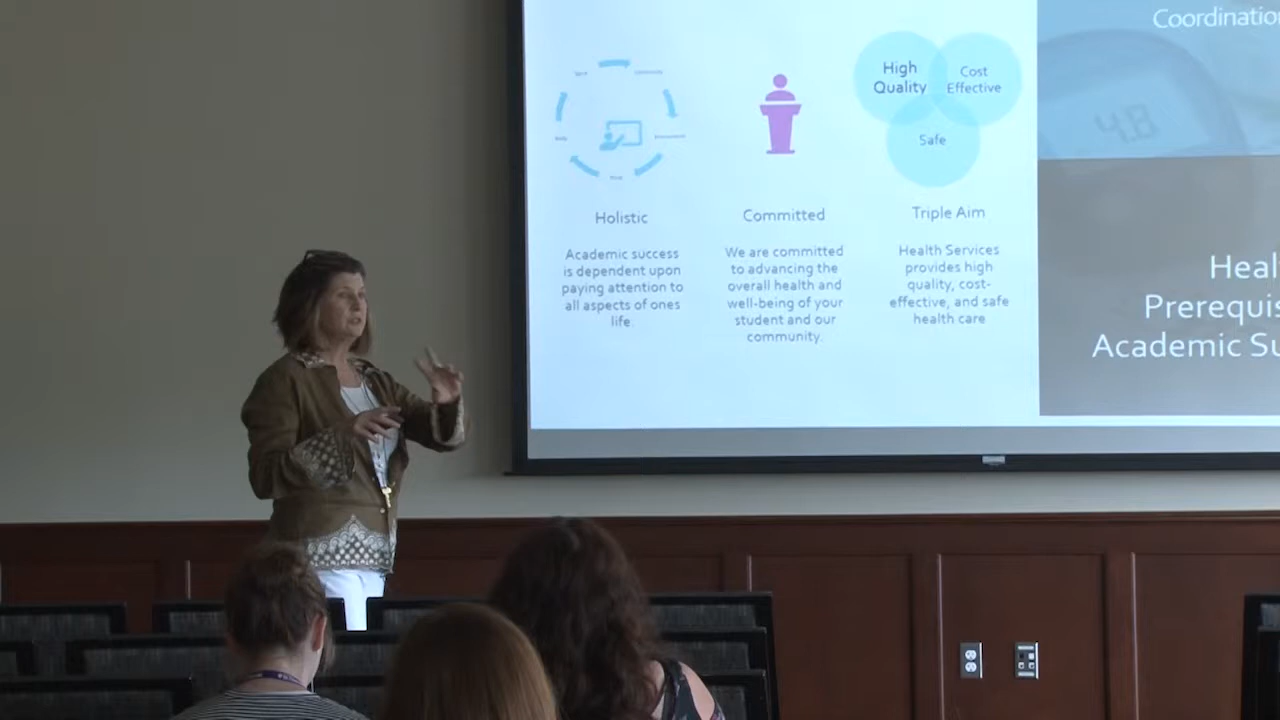 Coordination
High
Quality
Cost
Effective
4.8
Safe
Holistic
Committed
Triple Aim
Academic success
is dependent upon
paying attention to
all aspects of ones
life.
We are committed
to advancing the
overall health and
well-being of your
student and our
community.
Health Services
provides high
quality, cost-
effective, and safe
health care
Heal
Prerequis
Academic Su